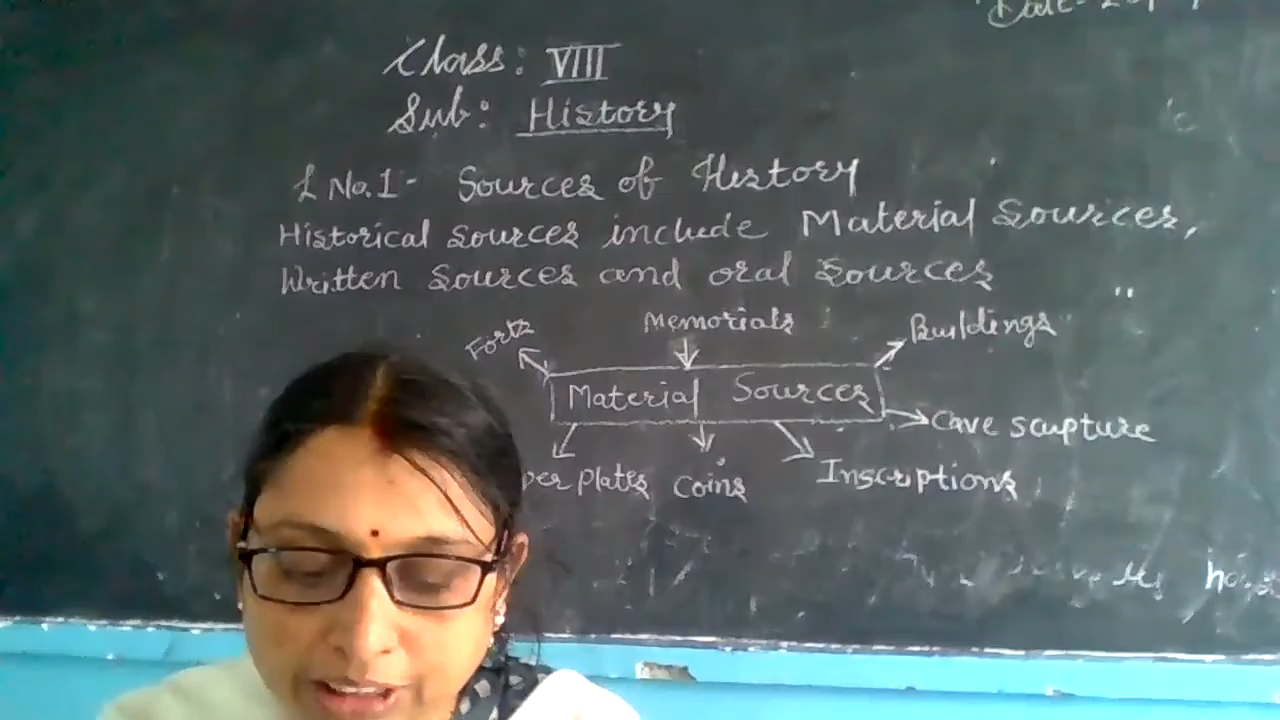 Date-
Class: VIII
Sub: History
L No.1- Sources of History
Historical sources include Material Sources,
Written Sources and oral Sources
Forts Memorials Buildings
Material Sources
Cave scupture
Plates Coins Inscriptions